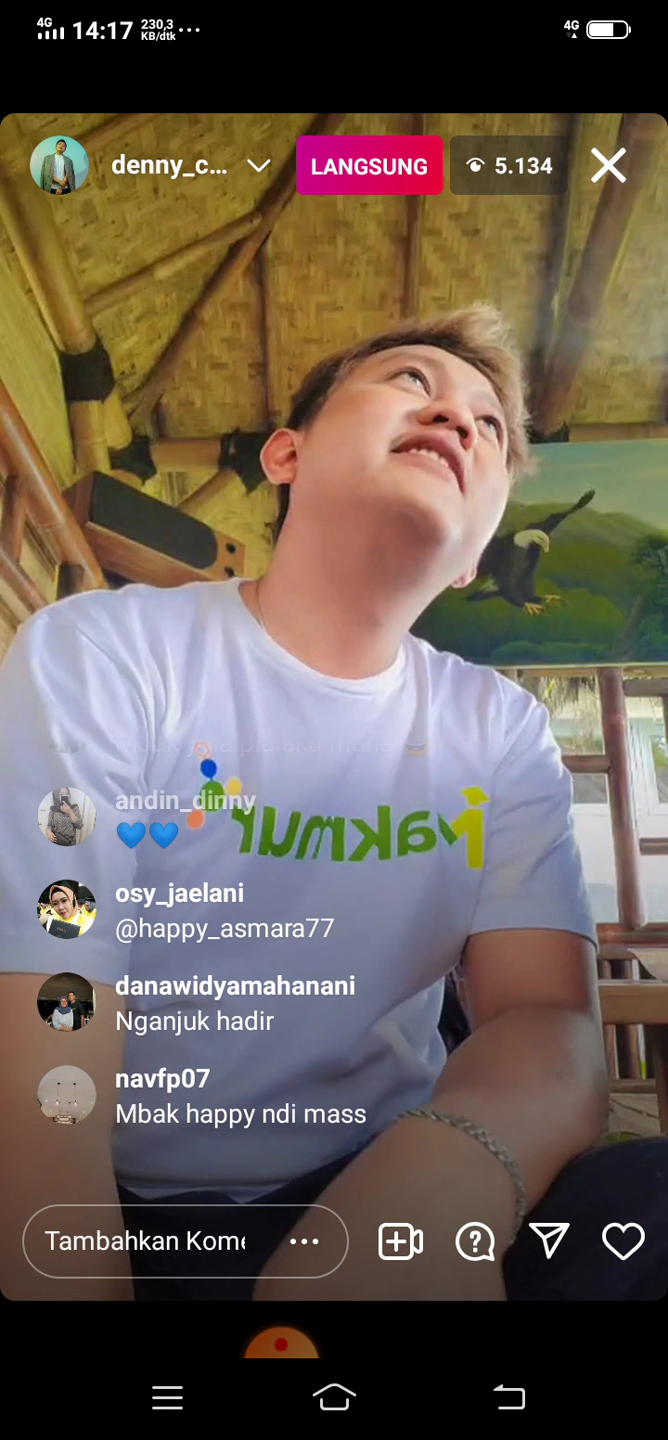 4G 14:17 230,3 KB/dtk ... 4G
denny_c... LANGSUNG 5.134
Makmur
andin_dinny
💙💙
osy_jaelani
@happy_asmara77
danawidyamahanani
Nganjuk hadir
navfp07
Mbak happy ndi mass
Tambahkan Kome